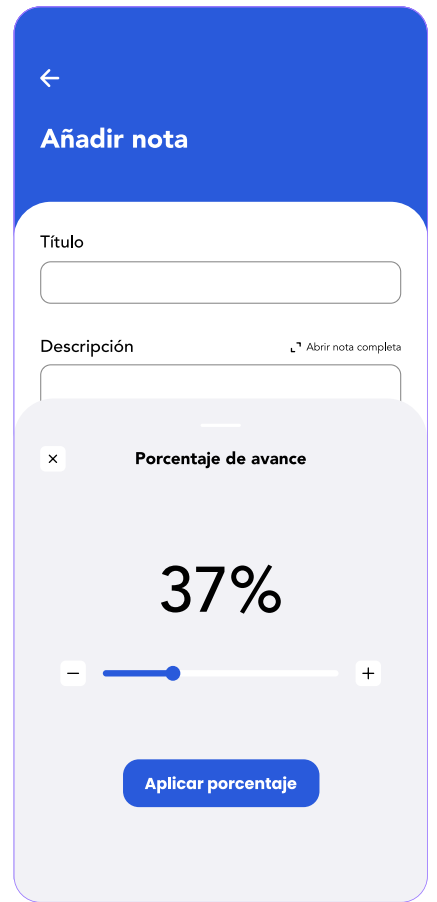 Añadir nota
Título
Descripción
Abrir nota completa
Porcentaje de avance
37%
Aplicar porcentaje